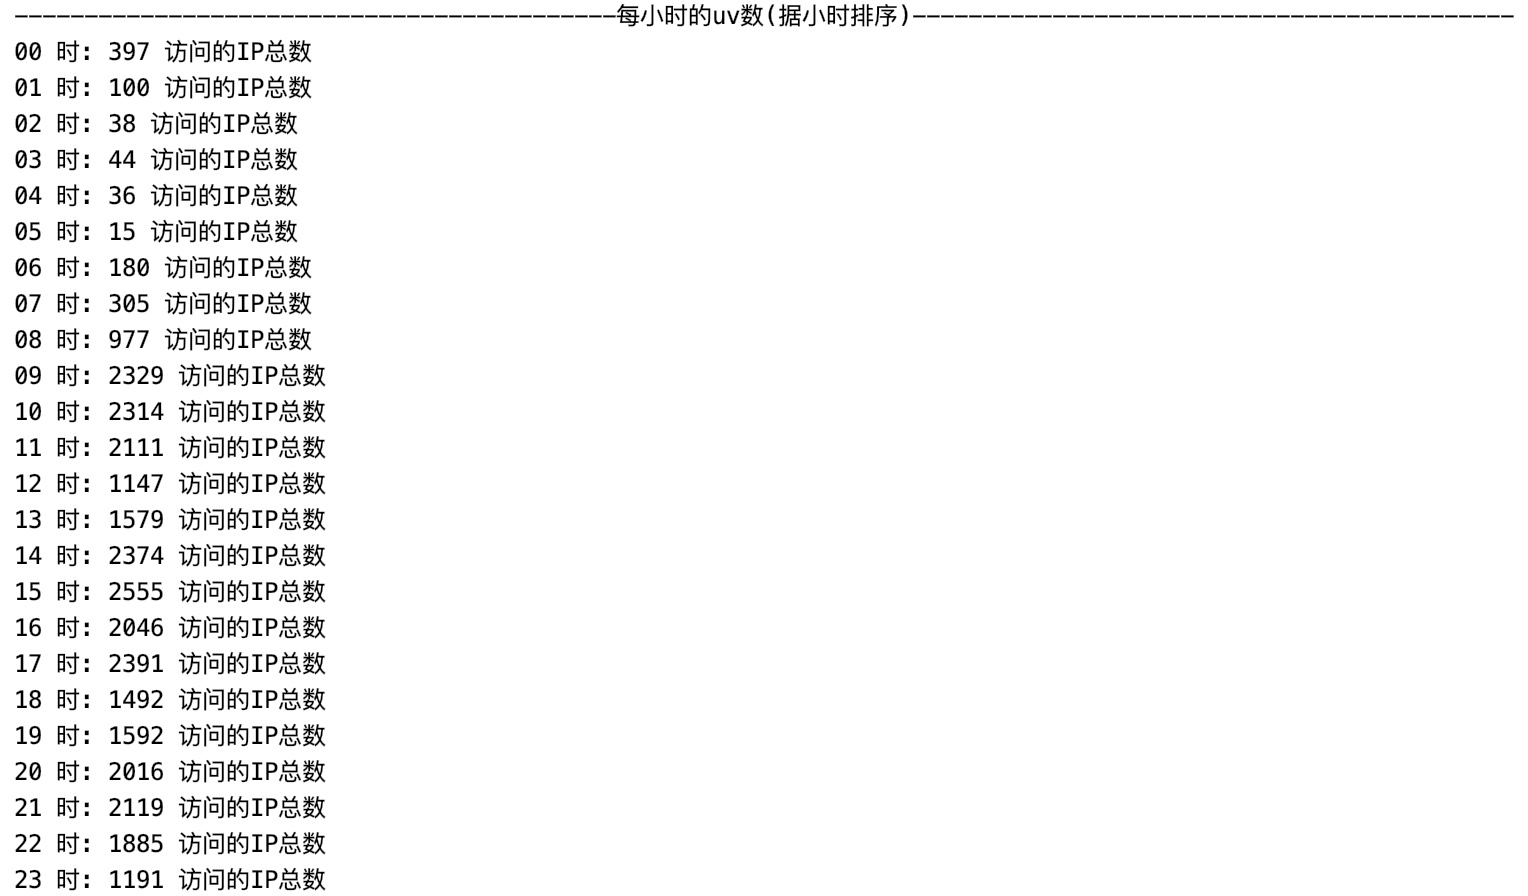 -------------------------------------------每小时的uv数(据小时排序)-------------------------------------------
00 时: 397 访问的IP总数
01 时: 100 访问的IP总数
02 时: 38 访问的IP总数
03 时: 44 访问的IP总数
04 时: 36 访问的IP总数
05 时: 15 访问的IP总数
06 时: 180 访问的IP总数
07 时: 305 访问的IP总数
08 时: 977 访问的IP总数
09 时: 2329 访问的IP总数
10 时: 2314 访问的IP总数
11 时: 2111 访问的IP总数
12 时: 1147 访问的IP总数
13 时: 1579 访问的IP总数
14 时: 2374 访问的IP总数
15 时: 2555 访问的IP总数
16 时: 2046 访问的IP总数
17 时: 2391 访问的IP总数
18 时: 1492 访问的IP总数
19 时: 1592 访问的IP总数
20 时: 2016 访问的IP总数
21 时: 2119 访问的IP总数
22 时: 1885 访问的IP总数
23 时: 1191 访问的IP总数